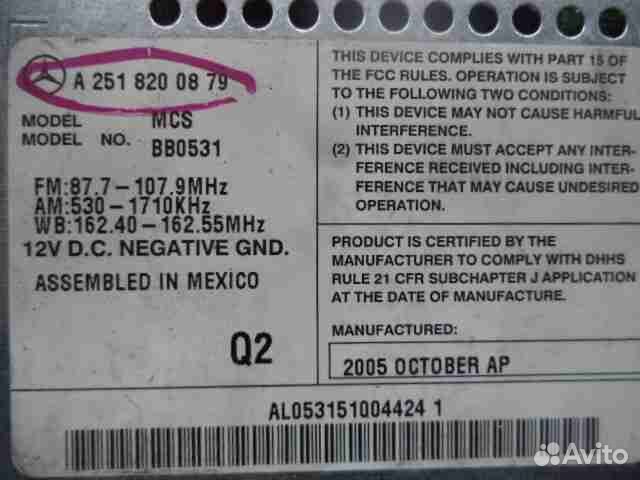 A 251 820 08 79
MODEL MCS
MODEL NO. BB0531
FM:87.7-107.9MHz
AM:530-1710KHz
WB:162.40-162.55MHz
12V D.C. NEGATIVE GND.
ASSEMBLED IN MEXICO
Q2
THIS DEVICE COMPLIES WITH PART 15 OF
THE FCC RULES. OPERATION IS SUBJECT
TO THE FOLLOWING TWO CONDITIONS:
(1) THIS DEVICE MAY NOT CAUSE HARMFUL
INTERFERENCE.
(2) THIS DEVICE MUST ACCEPT ANY INTER-
FERENCE RECEIVED INCLUDING INTER-
FERENCE THAT MAY CAUSE UNDESIRED
OPERATION.
PRODUCT IS CERTIFIED BY THE
MANUFACTURER TO COMPLY WITH DHHS
RULE 21 CFR SUBCHAPTER J APPLICATION
AT THE DATE OF MANUFACTURE.
MANUFACTURED:
2005 OCTOBER AP
AL053151004424 1
Avito